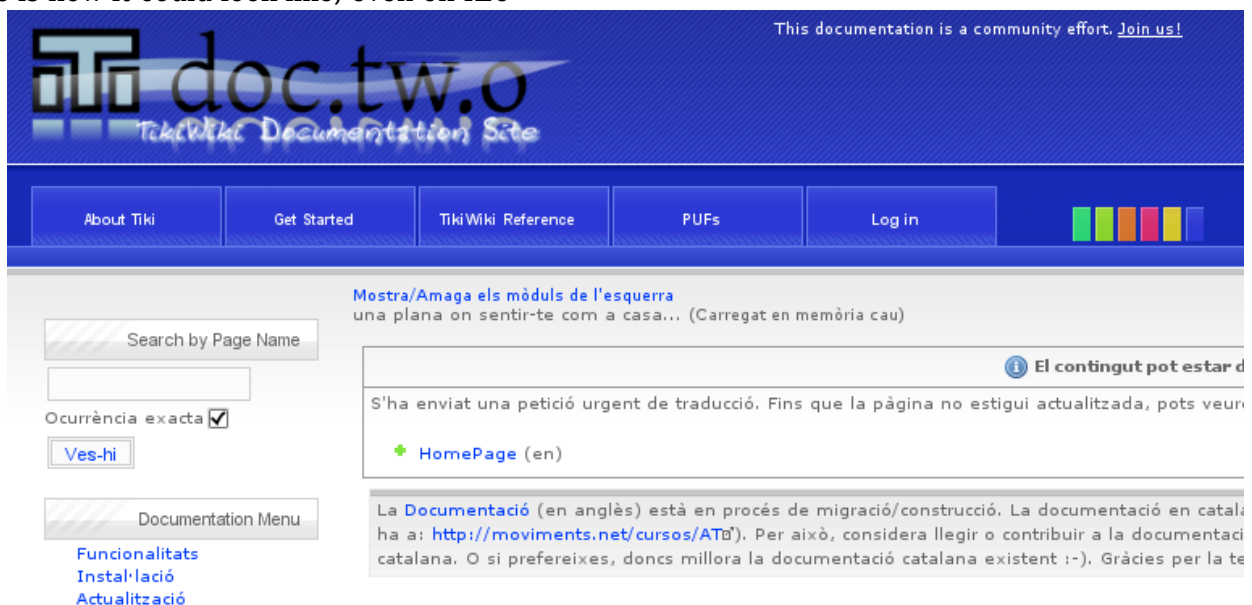 This documentation is a community effort. Join us!
doc.tw.o
TikiWiki Documentation Site
About Tiki
Get Started
TikiWiki Reference
PUFs
Log in
Mostra/Amaga els mòduls de l'esquerra
una plana on sentir-te com a casa... (Carregat en memòria cau)
Search by Page Name
Ocurrència exacta
Ves-hi
El contingut pot estar d
S'ha enviat una petició urgent de traducció. Fins que la pàgina no estigui actualitzada, pots veure
HomePage (en)
Documentation Menu
Funcionalitats
Instal·lació
Actualització
La Documentació (en anglès) està en procés de migració/construcció. La documentació en catala
ha a: http://moviments.net/cursos/AT). Per això, considera llegir o contribuir a la documentaci
catalana. O si prefereixes, doncs millora la documentació catalana existent :-). Gràcies per la te